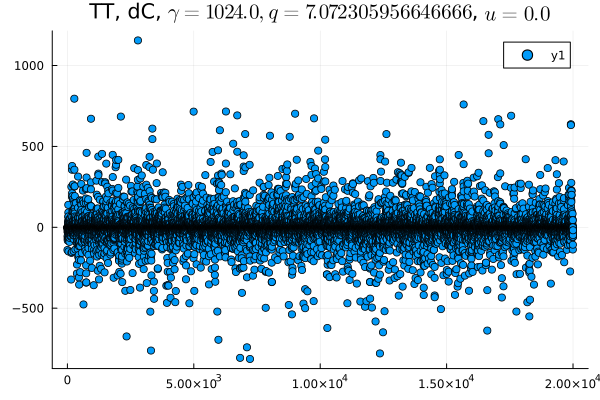 T̅T̅, dC, γ = 1024.0, q = 7.072305956646666, u = 0.0
y1
1000
500
0
−500
0 5.00×10³ 1.00×10⁴ 1.50×10⁴ 2.00×10⁴